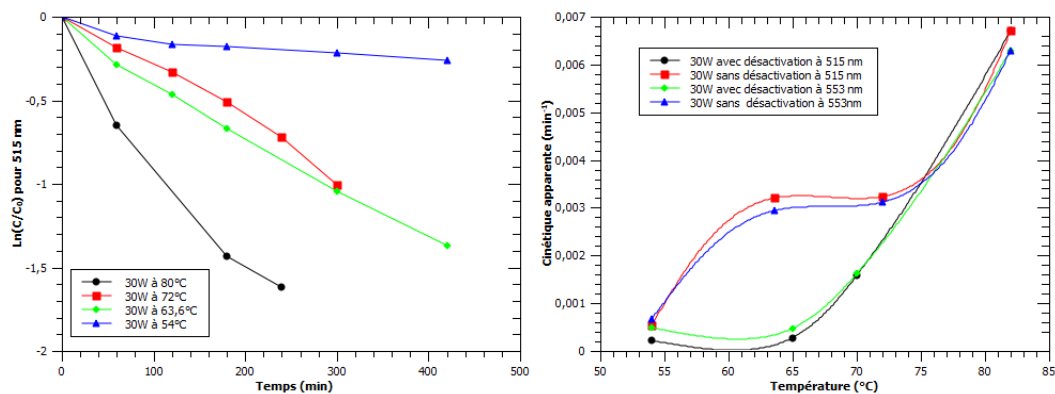 Ln(C/C₀) pour 515 nm
-0
-0,5
-1
-1,5
-2
30W à 80°C
30W à 72°C
30W à 63,6°C
30W à 54°C
0 100 200 300 400 500
Temps (min)
Cinétique apparente (min⁻¹)
0,007
0,006
0,005
0,004
0,003
0,002
0,001
0
30W avec désactivation à 515 nm
30W sans désactivation à 515 nm
30W avec désactivation à 553 nm
30W sans désactivation à 553nm
50 55 60 65 70 75 80 85
Température (°C)